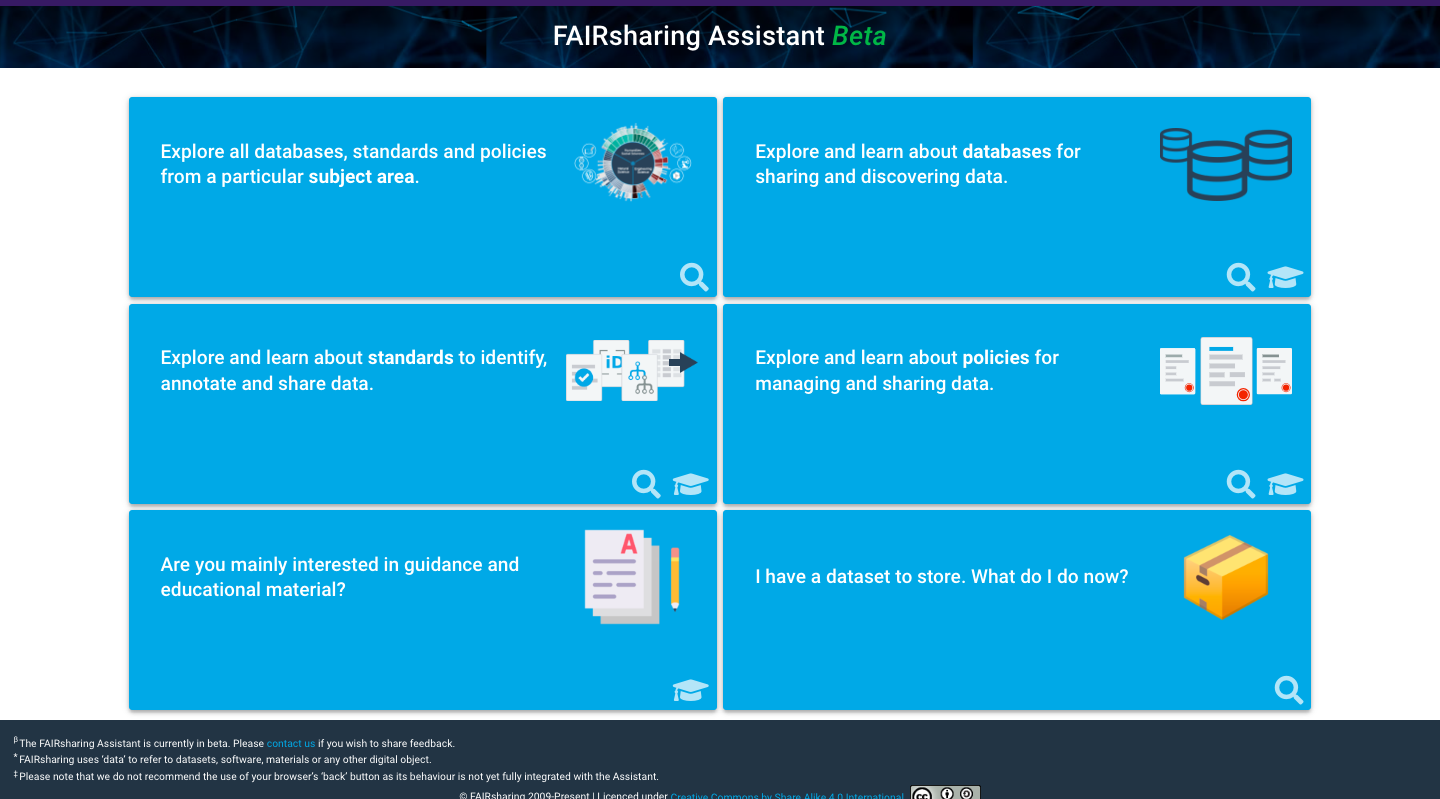 FAIRsharing Assistant Beta
Explore all databases, standards and policies
from a particular subject area.
Explore and learn about databases for
sharing and discovering data.
Explore and learn about standards to identify,
annotate and share data.
iD
Explore and learn about policies for
managing and sharing data.
Are you mainly interested in guidance and
educational material?
A
I have a dataset to store. What do I do now?
β The FAIRsharing Assistant is currently in beta. Please contact us if you wish to share feedback.
* FAIRsharing uses ‘data’ to refer to datasets, software, materials or any other digital object.
‡ Please note that we do not recommend the use of your browser’s ‘back’ button as its behaviour is not yet fully integrated with the Assistant.
© FAIRsharing 2009-Present | Licenced under Creative Commons by Share Alike 4.0 International